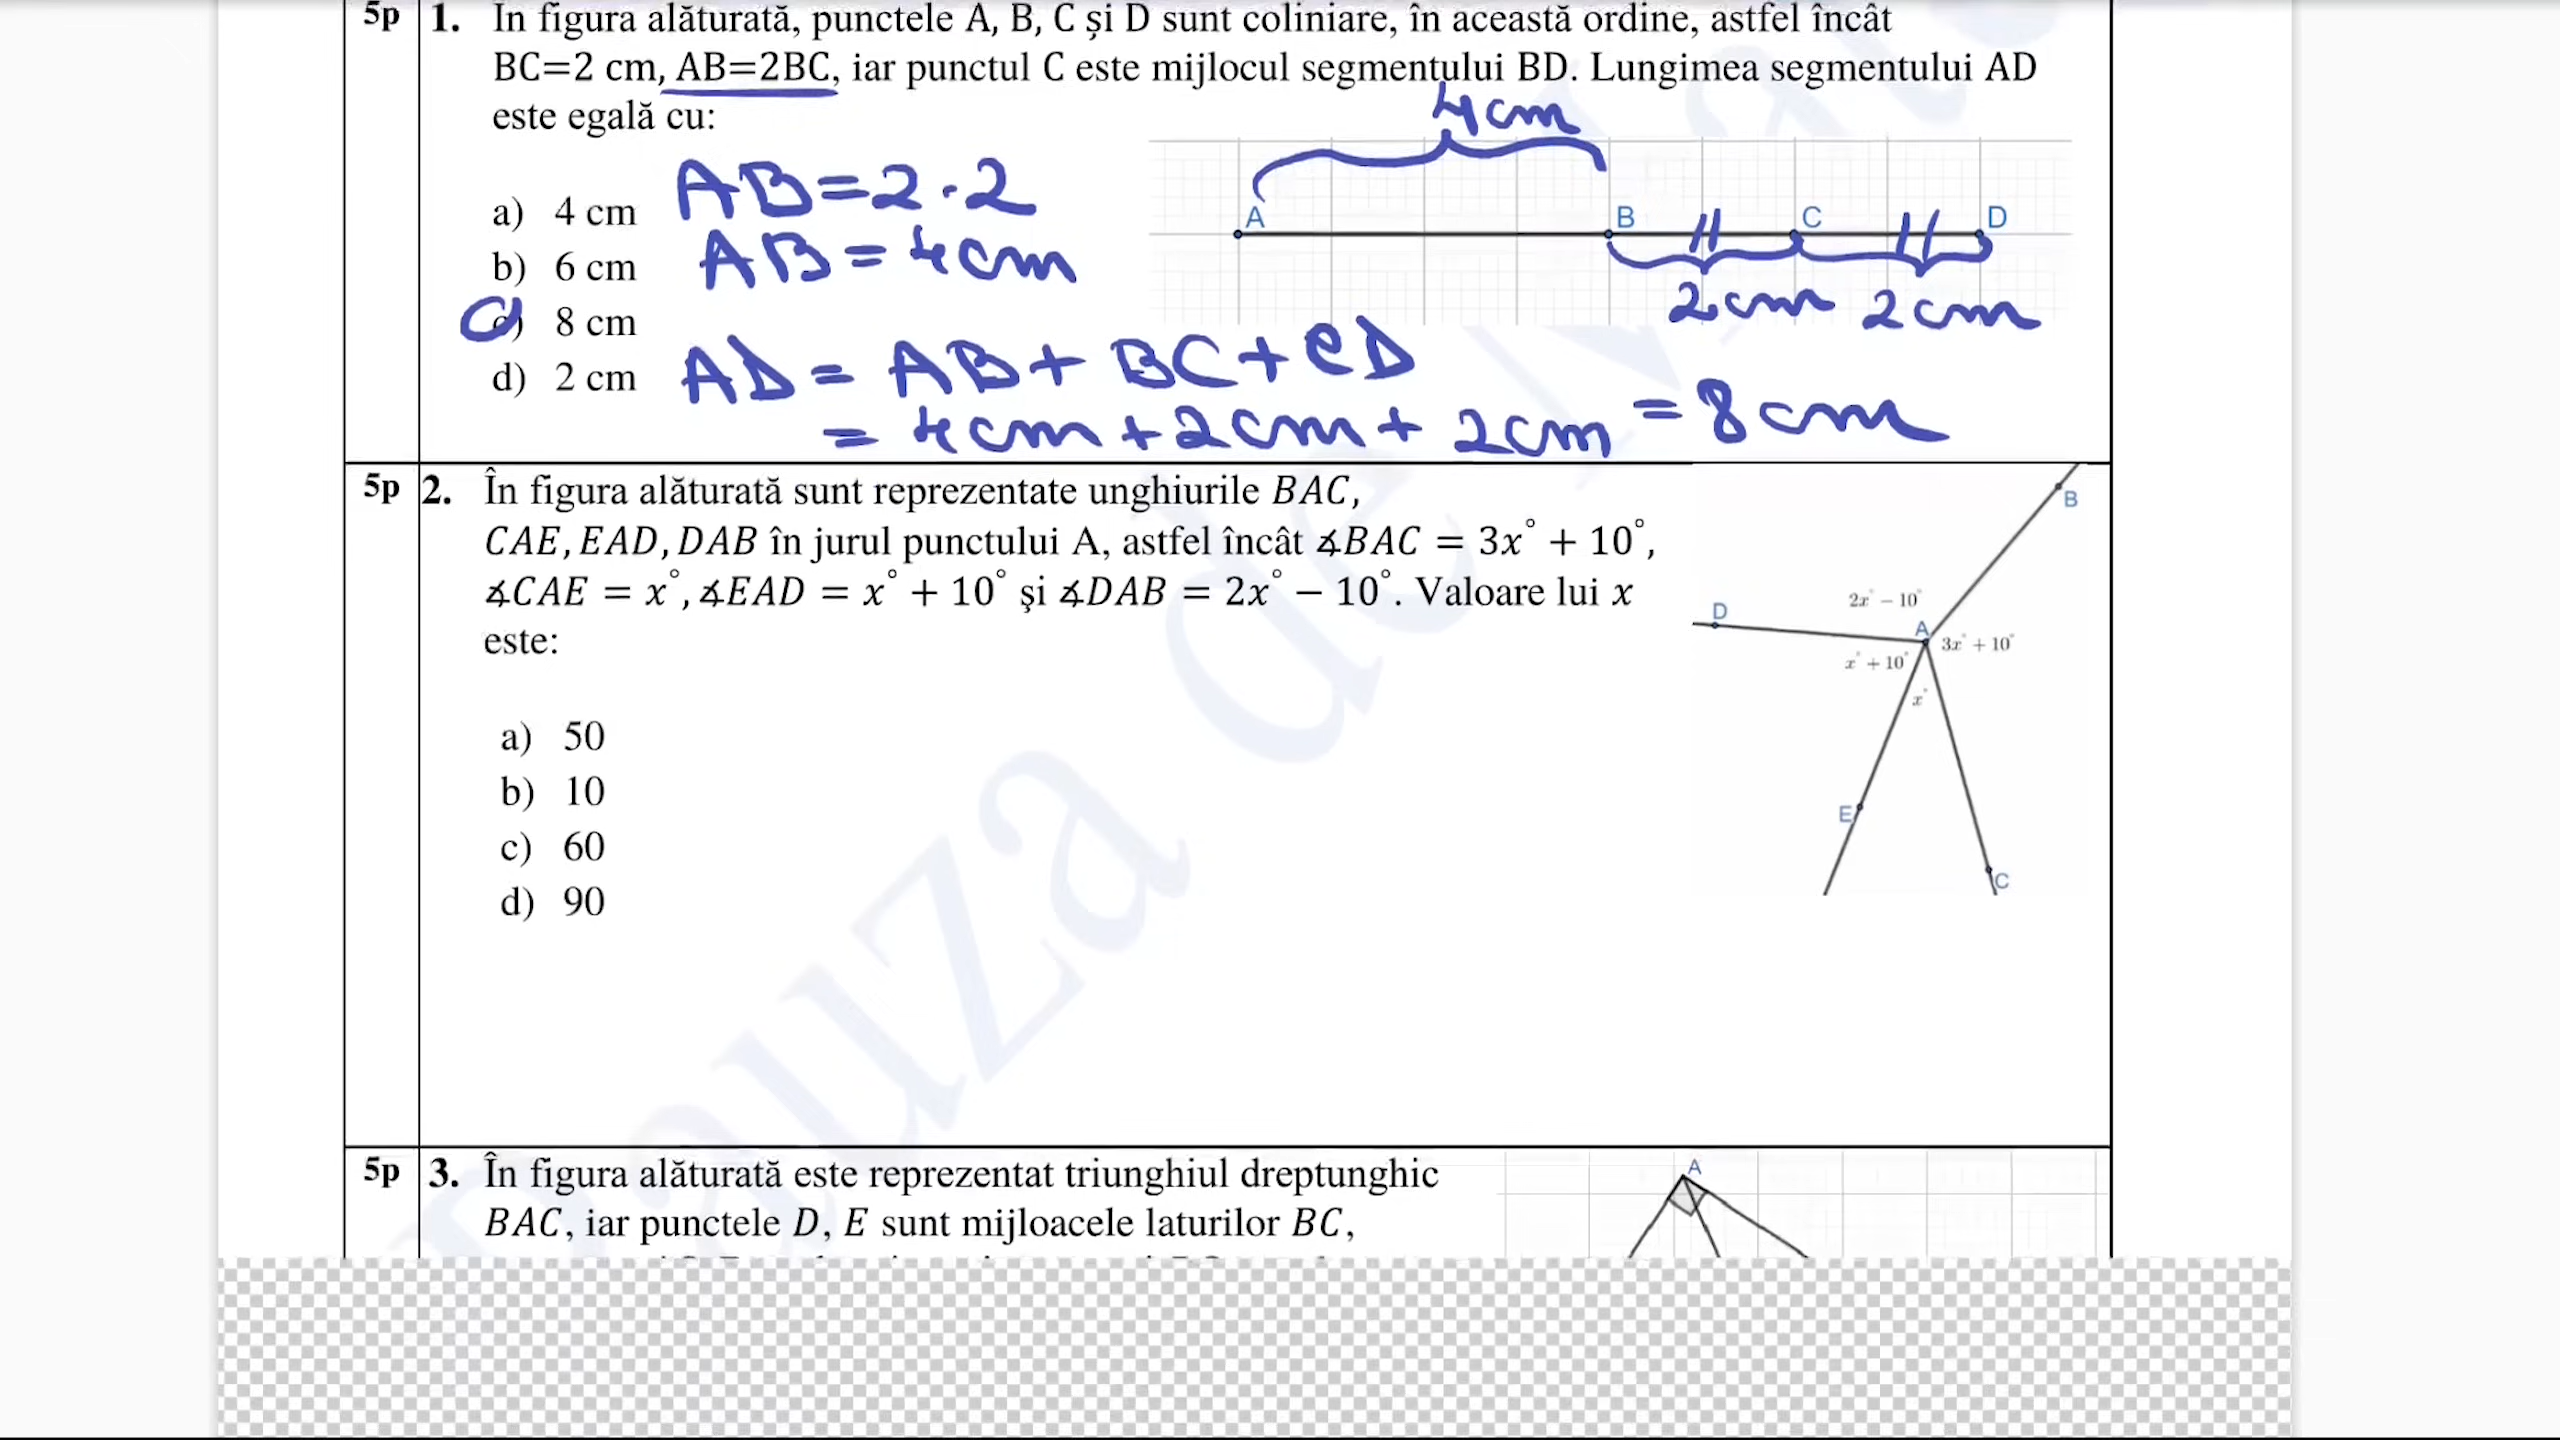 5p 1. În figura alăturată, punctele A, B, C și D sunt coliniare, în această ordine, astfel încât
BC=2 cm, AB=2BC, iar punctul C este mijlocul segmentului BD. Lungimea segmentului AD
este egală cu:
a) 4 cm
b) 6 cm
c) 8 cm
d) 2 cm
AB=2·2
AB=4cm
AD = AB+BC+CD
= 4cm+2cm+2cm = 8cm
4cm
A B C D
2cm 2cm
5p 2. În figura alăturată sunt reprezentate unghiurile BAC,
CAE, EAD, DAB în jurul punctului A, astfel încât ∡BAC = 3x° + 10°,
∡CAE = x°, ∡EAD = x° + 10° şi ∡DAB = 2x° − 10°. Valoare lui x
este:
a) 50
b) 10
c) 60
d) 90
B
2x° − 10°
D
A
3x° + 10°
x° + 10°
x°
E
C
5p 3. În figura alăturată este reprezentat triunghiul dreptunghic
BAC, iar punctele D, E sunt mijloacele laturilor BC,
A
Pauza de